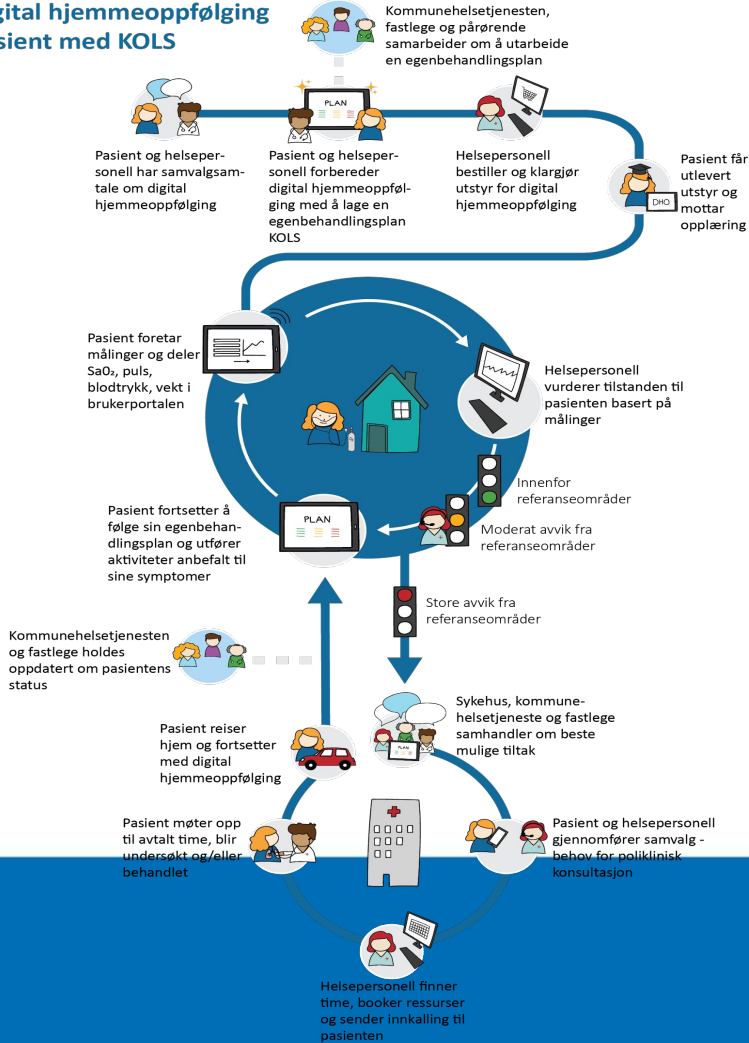 gital hjemmeoppfølging
sient med KOLS
Kommunehelsetjenesten,
fastlege og pårørende
samarbeider om å utarbeide
en egenbehandlingsplan
PLAN
Pasient og helseper-
sonell har samvalgsam-
tale om digital
hjemmeoppfølging
Pasient og helseper-
sonell forbereder
digital hjemmeoppføl-
ging med å lage en
egenbehandlingsplan
KOLS
Helsepersonell
bestiller og klargjør
utstyr for digital
hjemmeoppfølging
Pasient får
utlevert
utstyr og
mottar
opplæring
DHO
Pasient foretar
målinger og deler
SaO₂, puls,
blodtrykk, vekt i
brukerportalen
Helsepersonell
vurderer tilstanden til
pasienten basert på
målinger
Innenfor
referanseområder
Moderat avvik fra
referanseområder
Pasient fortsetter å
følge sin egenbehan-
dlingsplan og utfører
aktiviteter anbefalt til
sine symptomer
PLAN
Store avvik fra
referanseområder
Kommunehelsetjenesten
og fastlege holdes
oppdatert om pasientens
status
Sykehus, kommune-
helsetjeneste og fastlege
samhandler om beste
mulige tiltak
PLAN
Pasient reiser
hjem og fortsetter
med digital
hjemmeoppfølging
Pasient møter opp
til avtalt time, blir
undersøkt og/eller
behandlet
Pasient og helsepersonell
gjennomfører samvalg -
behov for poliklinisk
konsultasjon
Helsepersonell finner
time, booker ressurser
og sender innkalling til
pasienten